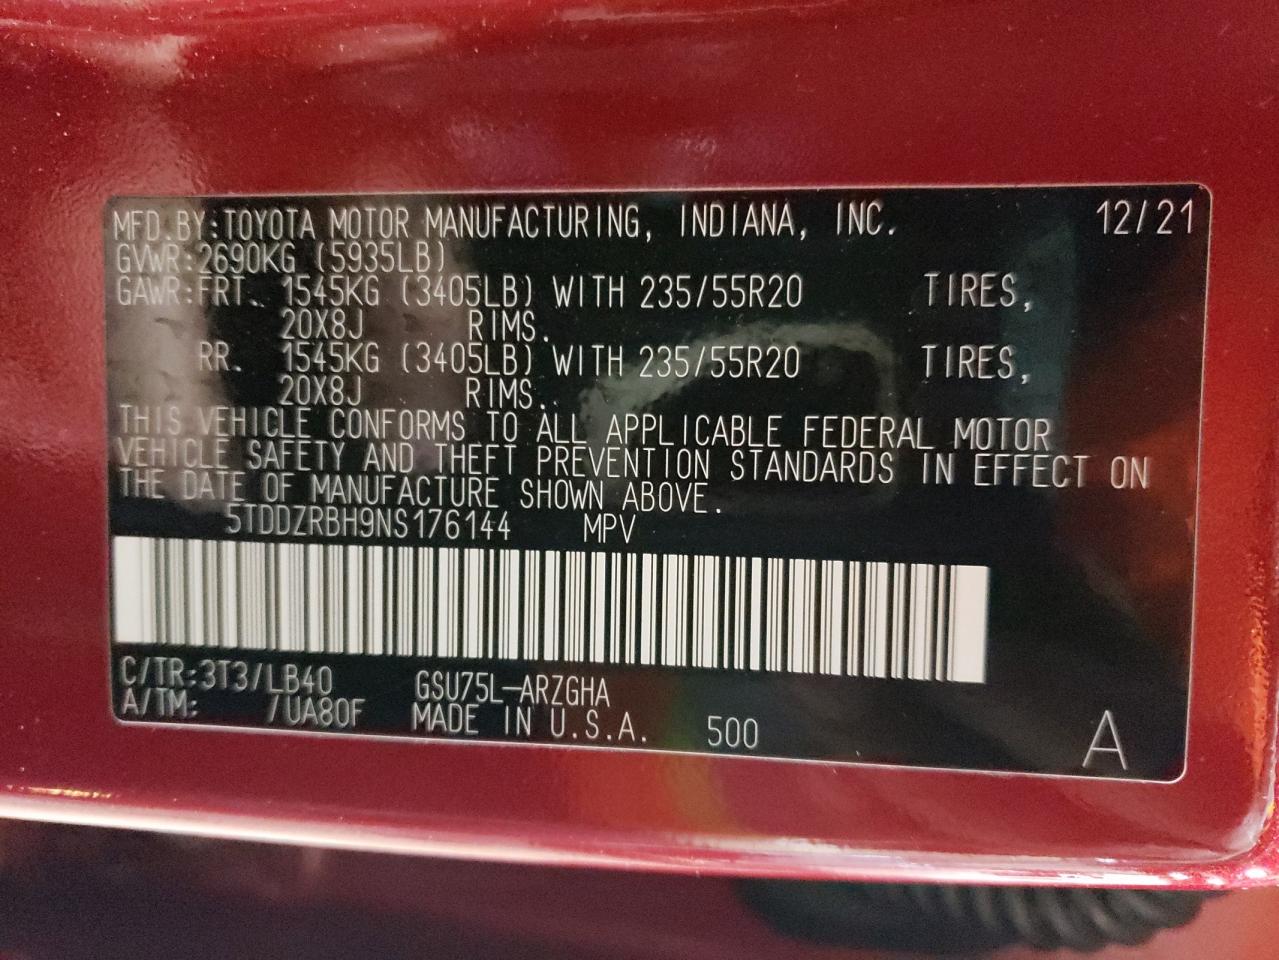 MFD.BY:TOYOTA MOTOR MANUFACTURING, INDIANA, INC. 12/21
GVWR:2690KG (5935LB)
GAWR:FRT. 1545KG (3405LB) WITH 235/55R20 TIRES,
20X8J RIMS.
RR. 1545KG (3405LB) WITH 235/55R20 TIRES,
20X8J RIMS.
THIS VEHICLE CONFORMS TO ALL APPLICABLE FEDERAL MOTOR
VEHICLE SAFETY AND THEFT PREVENTION STANDARDS IN EFFECT ON
THE DATE OF MANUFACTURE SHOWN ABOVE.
5TDDZRBH9NS176144 MPV
C/TR:3T3/LB40 GSU75L-ARZGHA
A/TM: /UA80F MADE IN U.S.A. 500 A